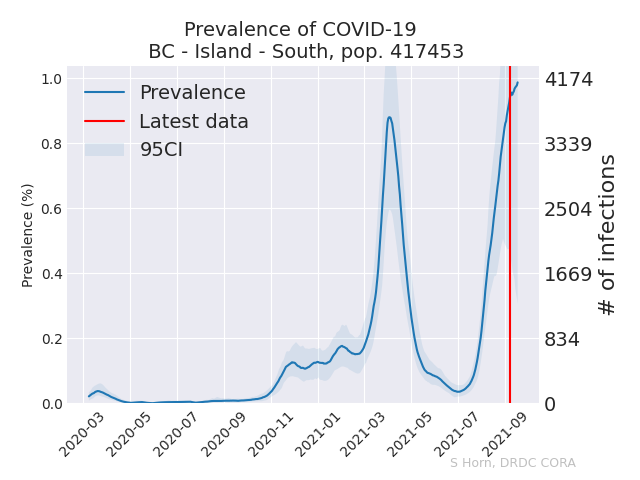 Prevalence of COVID-19
BC - Island - South, pop. 417453
Prevalence
Latest data
95CI
Prevalence (%)
1.0
0.8
0.6
0.4
0.2
0.0
4174
3339
2504
1669
834
0
# of infections
2020-03
2020-05
2020-07
2020-09
2020-11
2021-01
2021-03
2021-05
2021-07
2021-09
S Horn, DRDC CORA